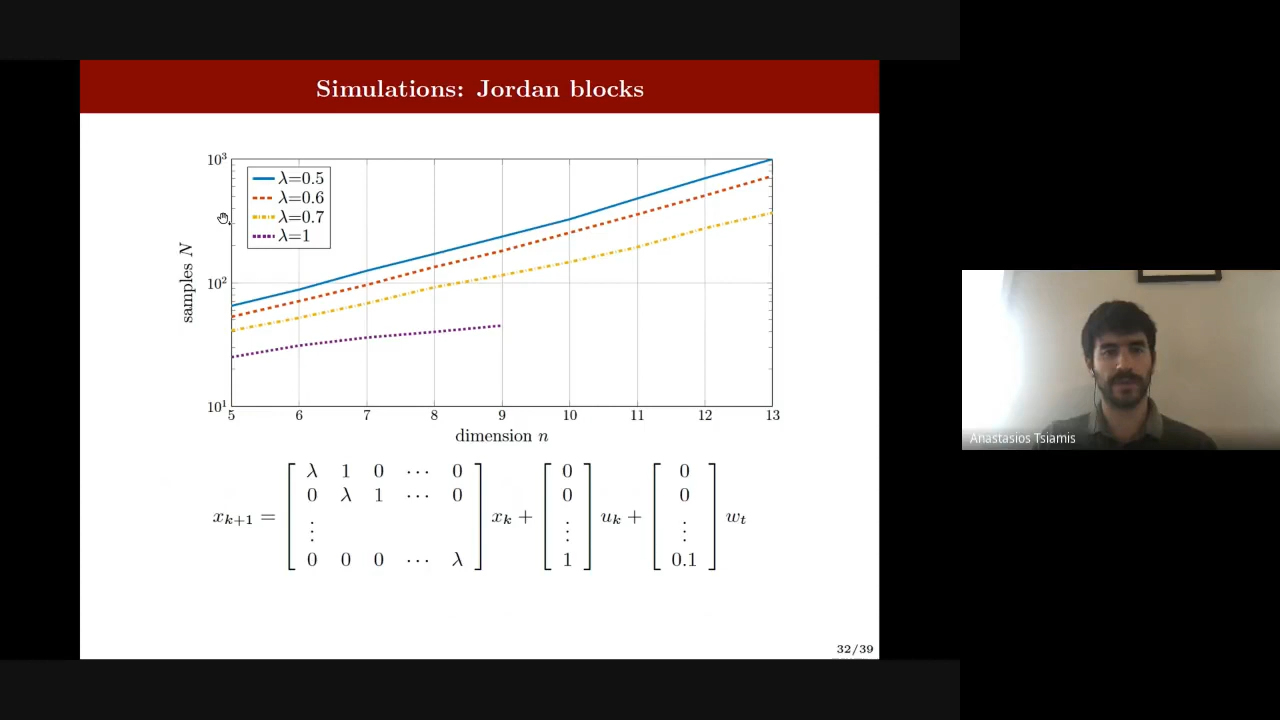 Simulations: Jordan blocks
10³
10²
10¹
samples N
λ=0.5
λ=0.6
λ=0.7
λ=1
5 6 7 8 9 10 11 12 13
dimension n
x_{k+1} = [ λ 1 0 ⋯ 0 ; 0 λ 1 ⋯ 0 ; ⋮ ; 0 0 0 ⋯ λ ] x_k + [ 0 ; 0 ; ⋮ ; 1 ] u_k + [ 0 ; 0 ; ⋮ ; 0.1 ] w_t
32/39
Anastasios Tsiamis